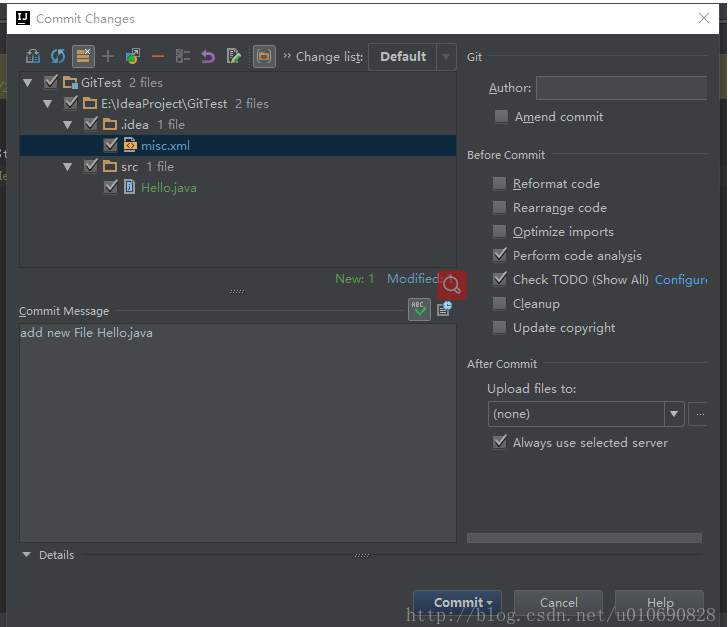 Commit Changes
» Change list: Default
GitTest 2 files
E:\IdeaProject\GitTest 2 files
.idea 1 file
misc.xml
src 1 file
Hello.java
New: 1 Modified:
Commit Message
ABC
add new File Hello.java
Details
Git
Author:
Amend commit
Before Commit
Reformat code
Rearrange code
Optimize imports
Perform code analysis
Check TODO (Show All) Configure
Cleanup
Update copyright
After Commit
Upload files to:
(none) ...
Always use selected server
Commit Cancel Help
http://blog.csdn.net/u010690828